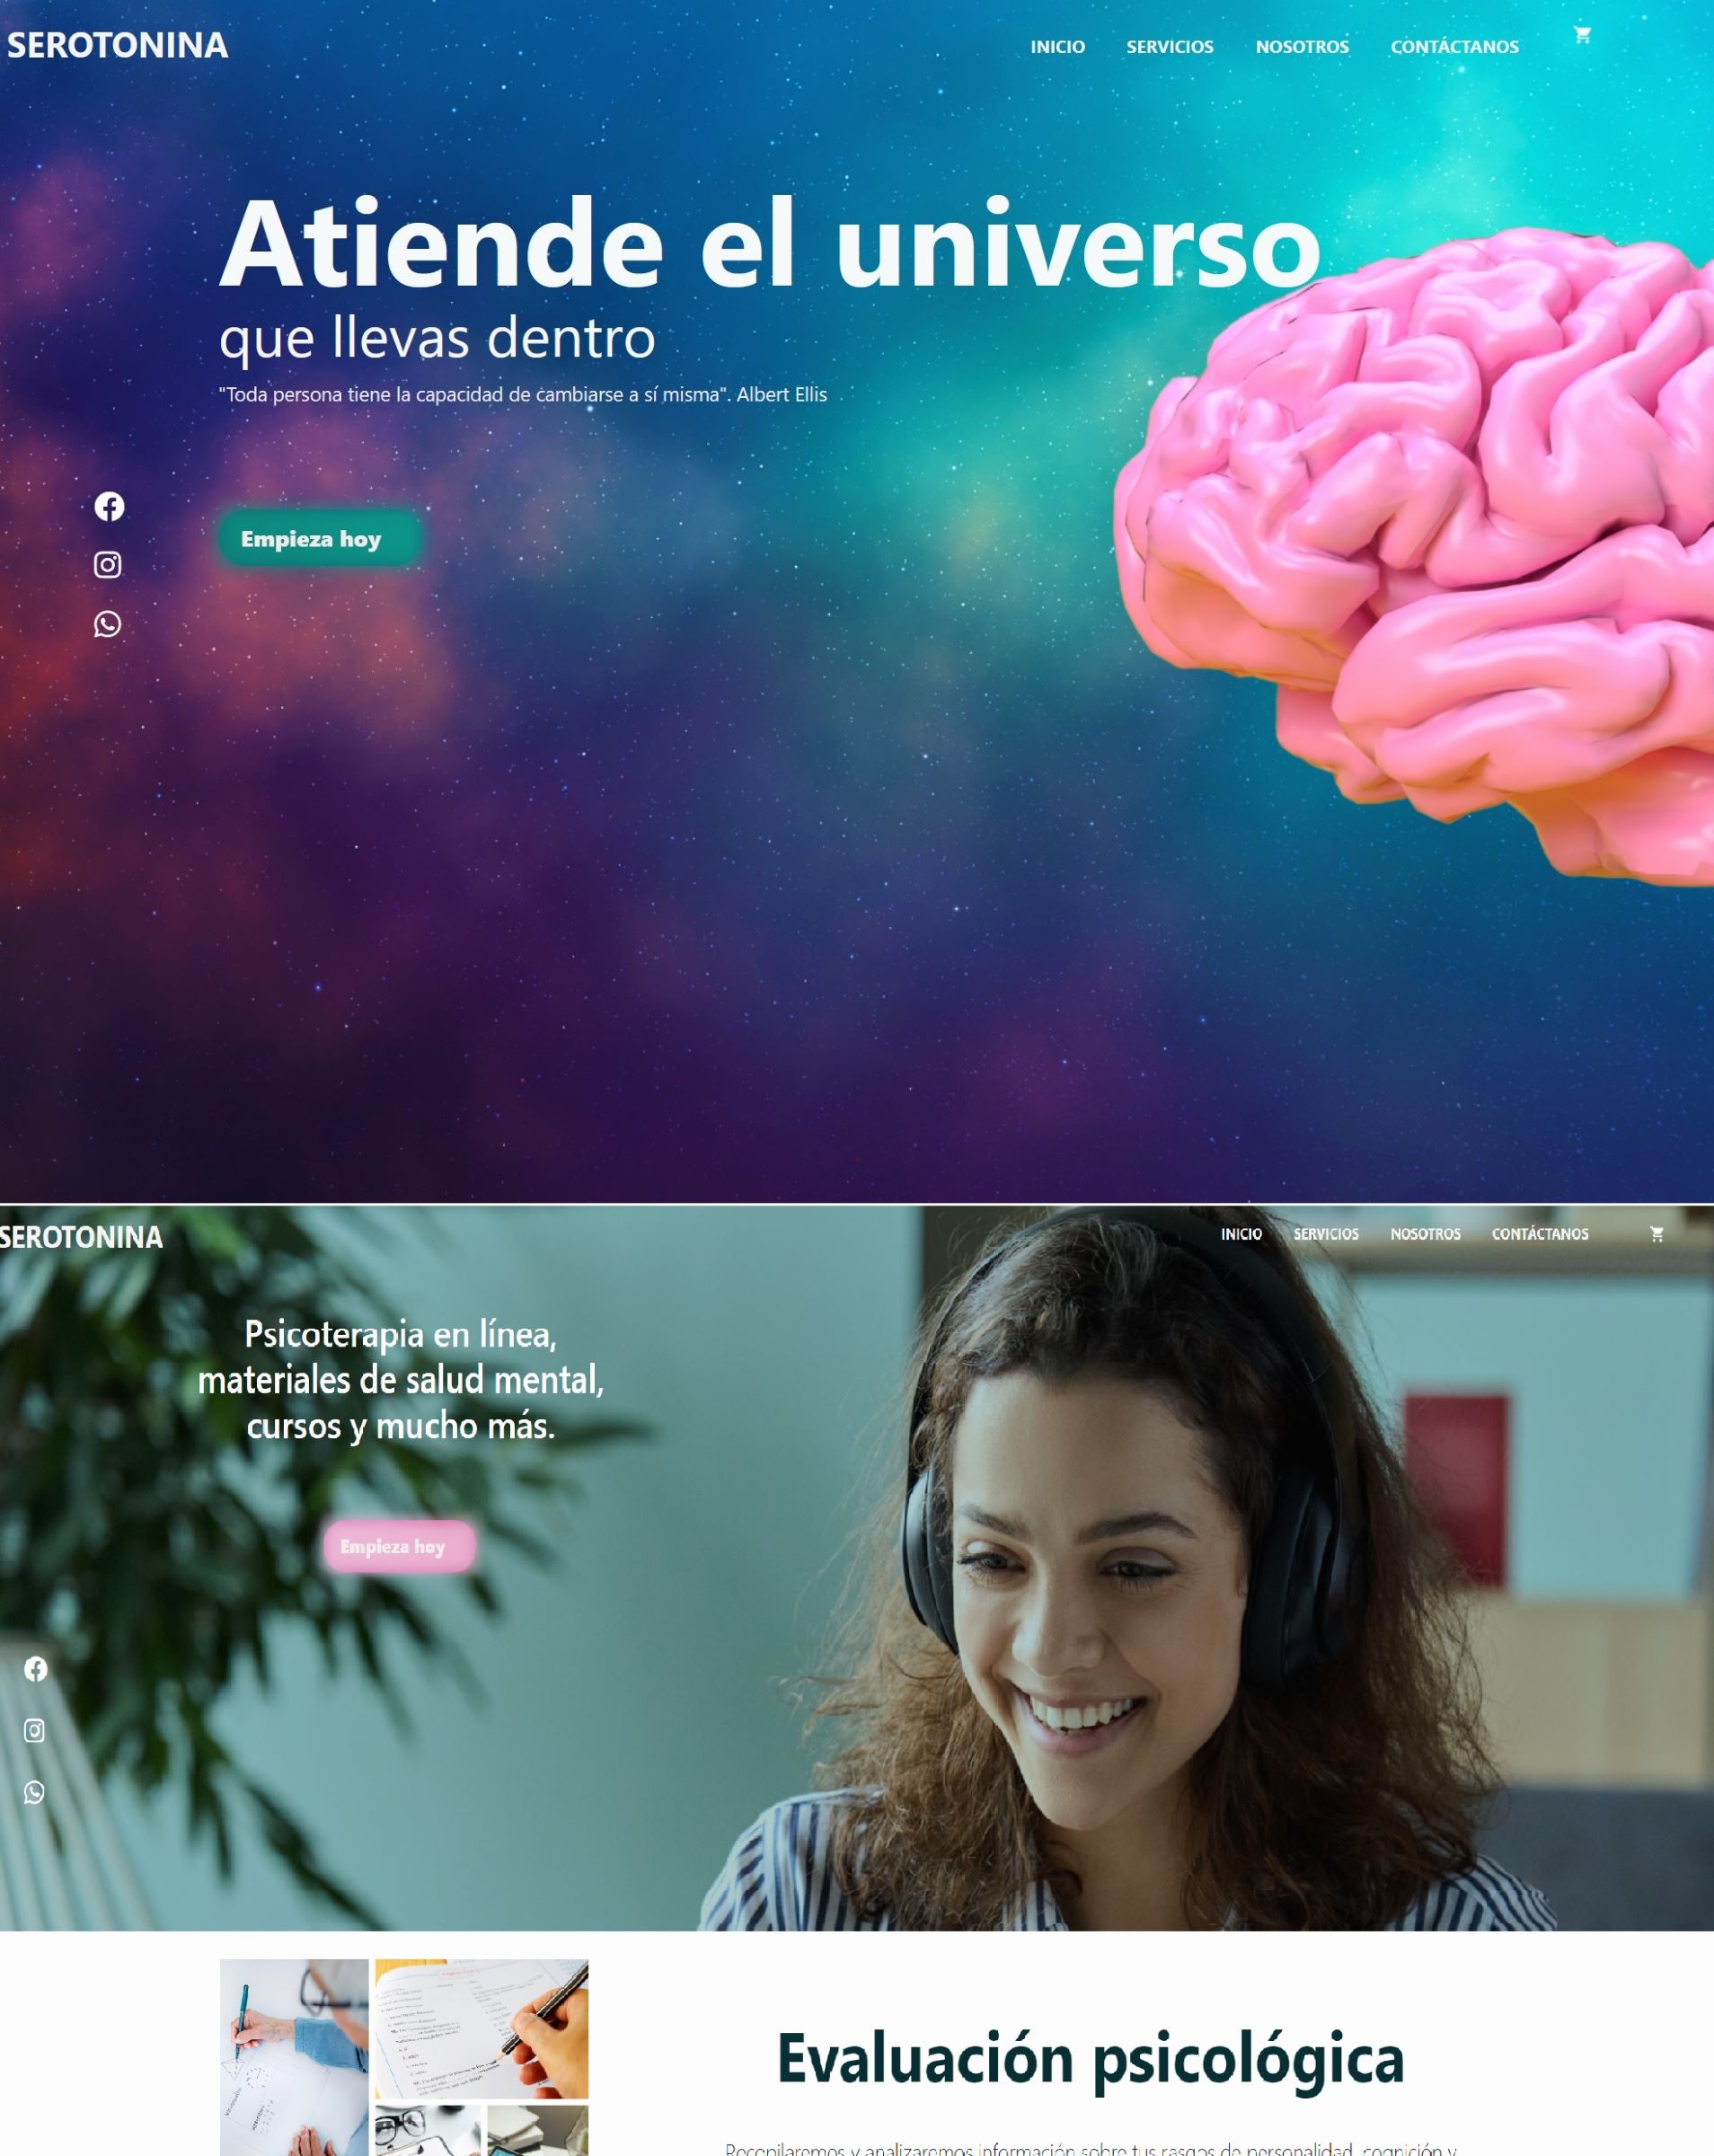 SEROTONINA
INICIO SERVICIOS NOSOTROS CONTÁCTANOS
Atiende el universo
que llevas dentro
"Toda persona tiene la capacidad de cambiarse a sí misma". Albert Ellis
Empieza hoy
SEROTONINA
INICIO SERVICIOS NOSOTROS CONTÁCTANOS
Psicoterapia en línea,
materiales de salud mental,
cursos y mucho más.
Empieza hoy
Evaluación psicológica
Recopilaremos y analizaremos información sobre tus rasgos de personalidad, cognición y